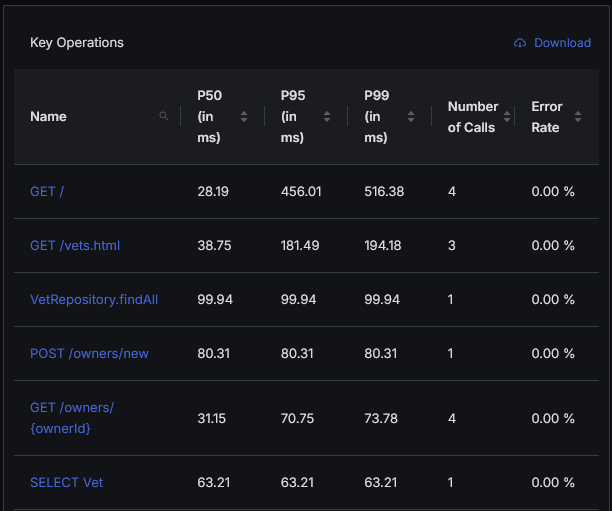 Key Operations Download
Name P50 (in ms) P95 (in ms) P99 (in ms) Number of Calls Error Rate
GET / 28.19 456.01 516.38 4 0.00 %
GET /vets.html 38.75 181.49 194.18 3 0.00 %
VetRepository.findAll 99.94 99.94 99.94 1 0.00 %
POST /owners/new 80.31 80.31 80.31 1 0.00 %
GET /owners/{ownerId} 31.15 70.75 73.78 4 0.00 %
SELECT Vet 63.21 63.21 63.21 1 0.00 %